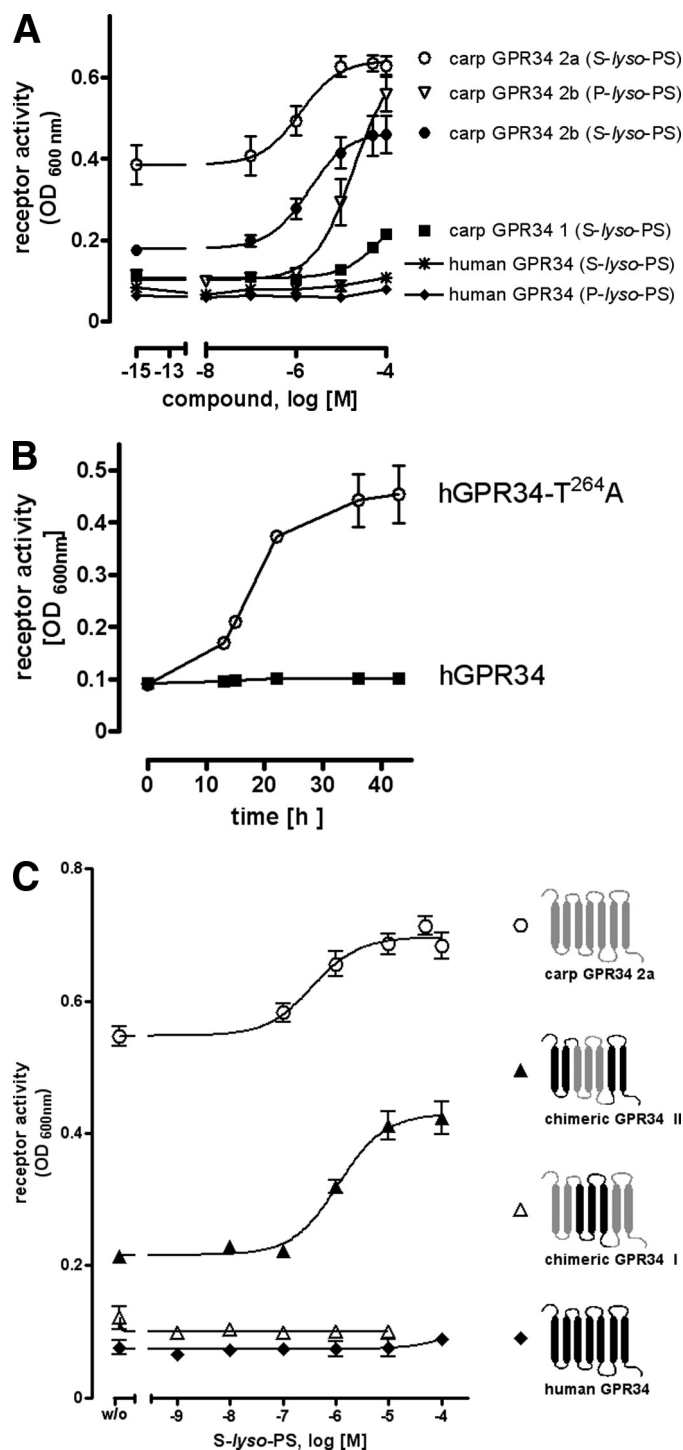 A
receptor activity
(OD 600 nm)
0.6
0.4
0.2
0
-15
-13
-8
-6
-4
compound, log [M]
carp GPR34 2a (S-lyso-PS)
carp GPR34 2b (P-lyso-PS)
carp GPR34 2b (S-lyso-PS)
carp GPR34 1 (S-lyso-PS)
human GPR34 (S-lyso-PS)
human GPR34 (P-lyso-PS)
B
receptor activity
[OD 600nm]
0.5
0.4
0.3
0.2
0.1
0
0
10
20
30
40
time [h ]
hGPR34-T264A
hGPR34
C
receptor activity
(OD 600nm)
0.8
0.6
0.4
0.2
0
w/o
-9
-8
-7
-6
-5
-4
S-lyso-PS, log [M]
carp GPR34 2a
chimeric GPR34 II
chimeric GPR34 I
human GPR34